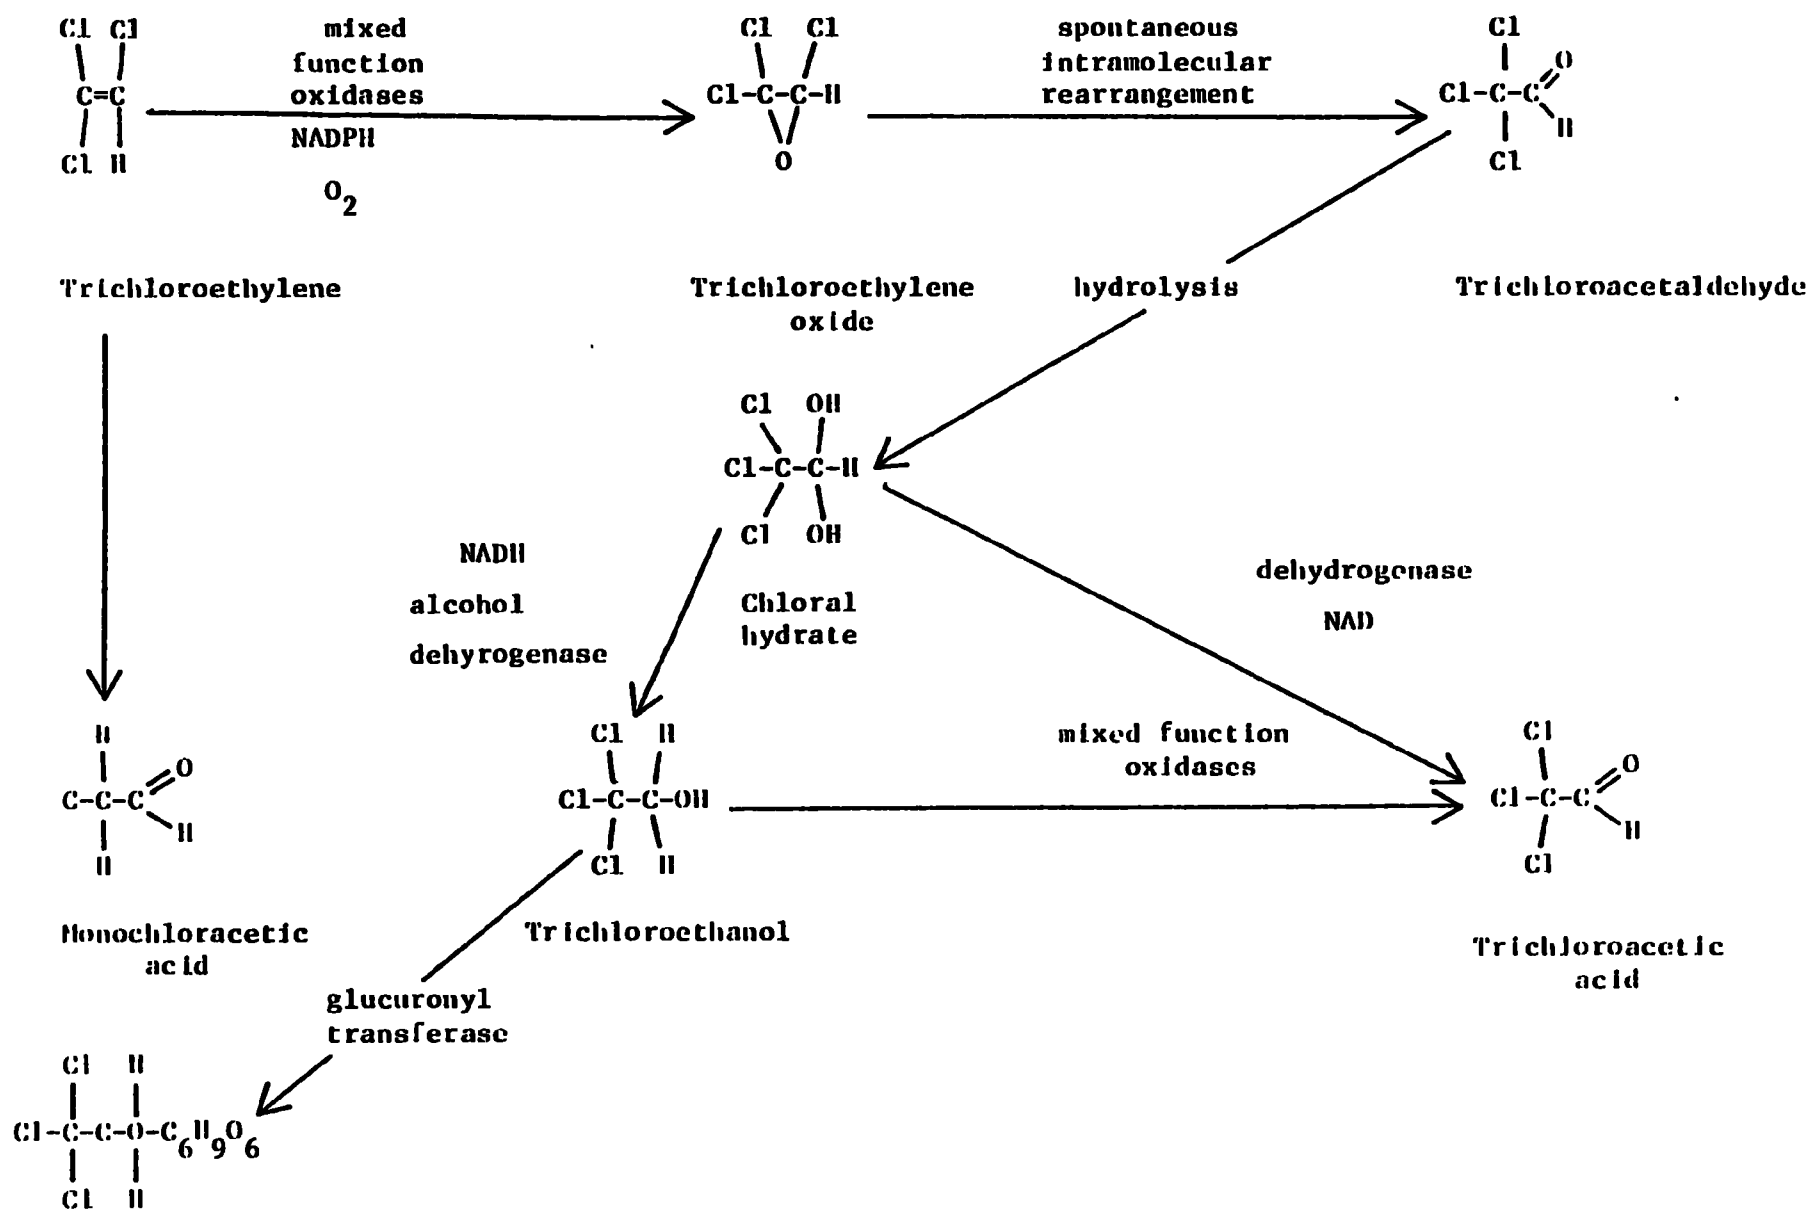 Cl Cl
C=C
Cl H
mixed
function
oxidases
NADPH
O2
Cl Cl
Cl-C-C-H
O
spontaneous
intramolecular
rearrangement
Cl
O
Cl-C-C
H
Cl
Trichloroethylene
Trichloroethylene
oxide
hydrolysis
Trichloroacetaldehyde
Cl OH
Cl-C-C-H
Cl OH
Chloral
hydrate
NADH
alcohol
dehyrogenase
dehydrogenase
NAD
H
O
C-C-C
H
H
Monochloracetic
acid
Cl H
Cl-C-C-OH
Cl H
Trichloroethanol
mixed function
oxidases
Cl
O
Cl-C-C
H
Cl
Trichloroacetic
acid
glucuronyl
transferase
Cl H
Cl-C-C-O-C6H9O6
Cl H